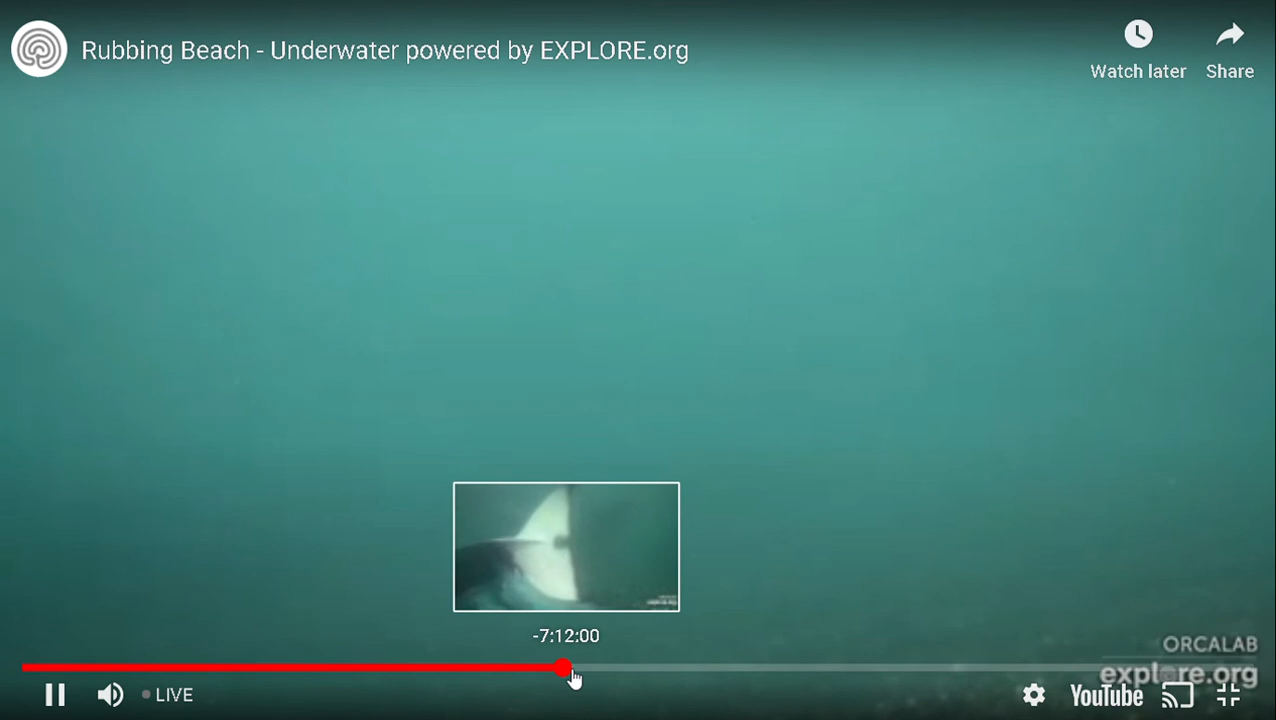 Rubbing Beach - Underwater powered by EXPLORE.org
Watch later
Share
-7:12:00
ORCALAB
explore.org
LIVE
YouTube